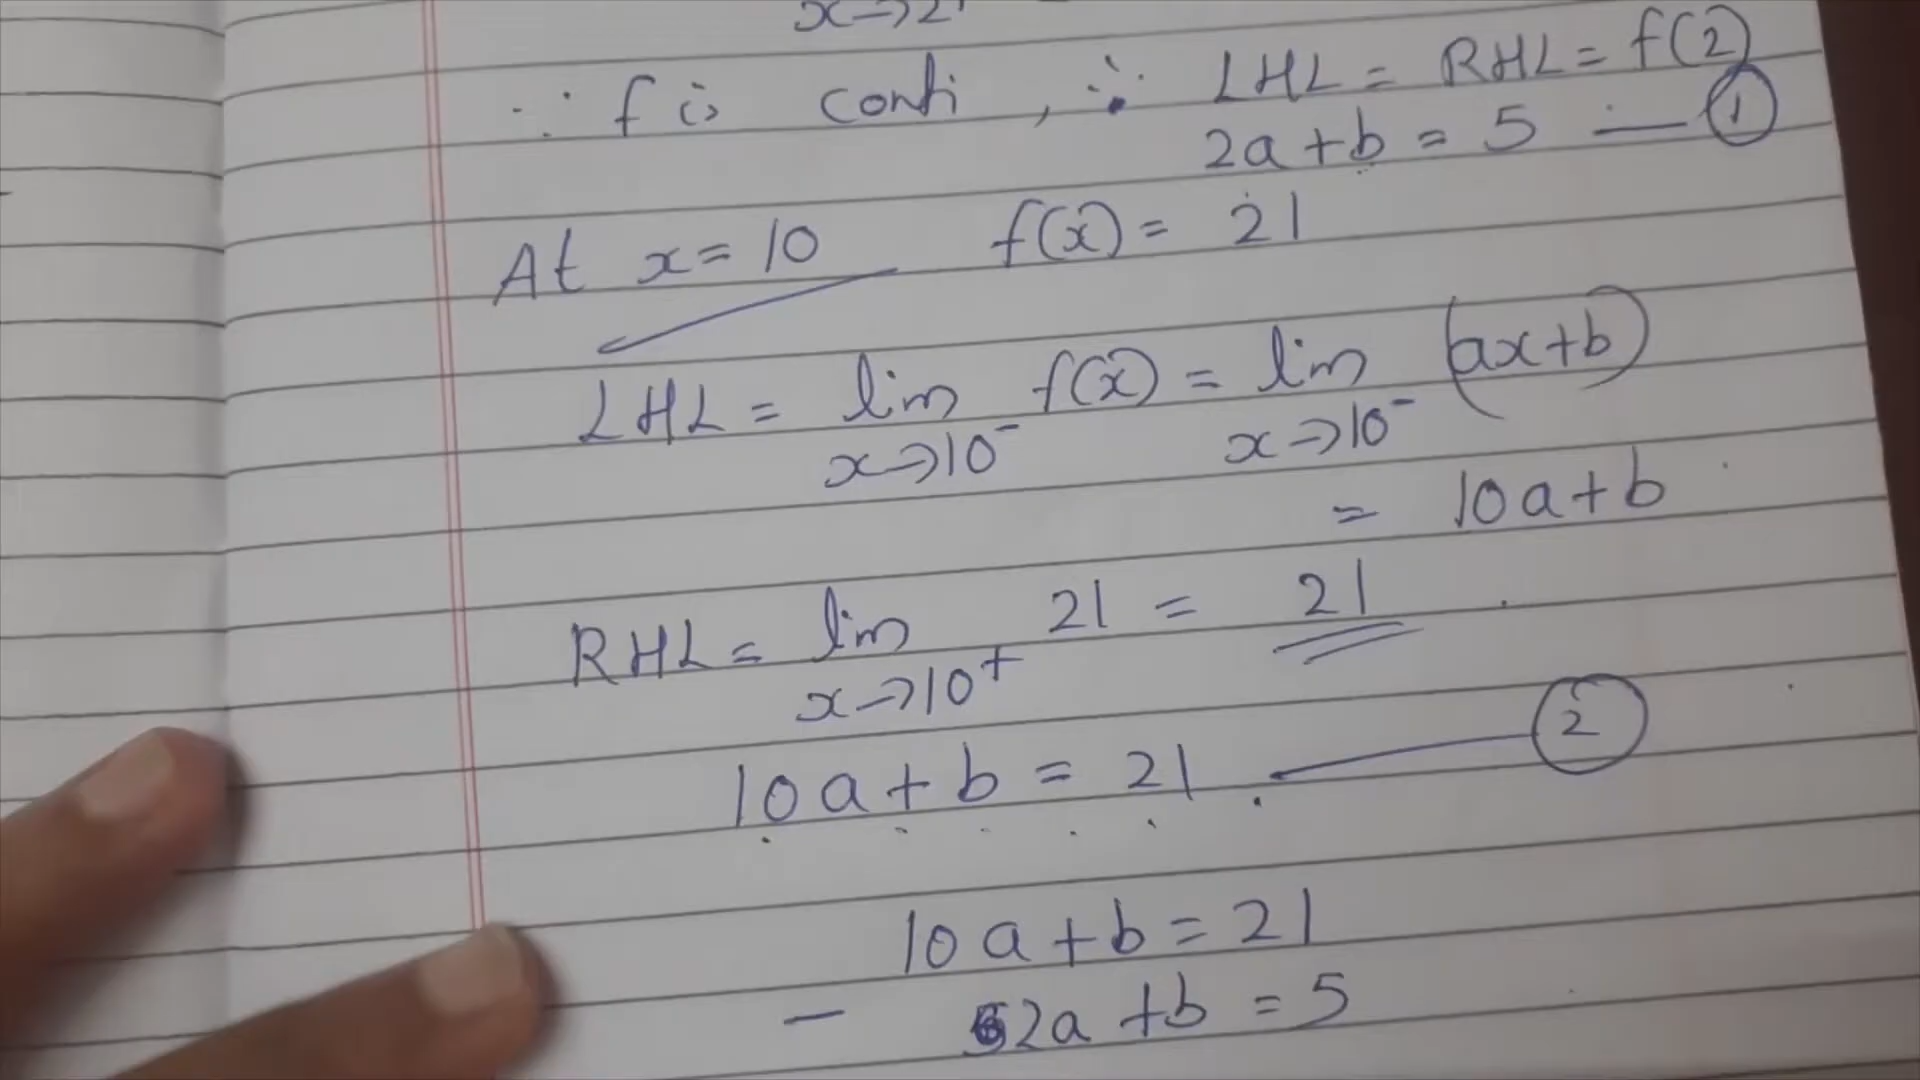 x→2⁺
∵ f is conti , ∴ LHL = RHL = f(2)
2a + b = 5 — ①
At x = 10 f(x) = 21
LHL = lim f(x) = lim (ax+b)
x→10⁻ x→10⁻
= 10a + b
RHL = lim 21 = 21
x→10⁺
10a + b = 21 — ②
10a + b = 21
− 2a + b = 5